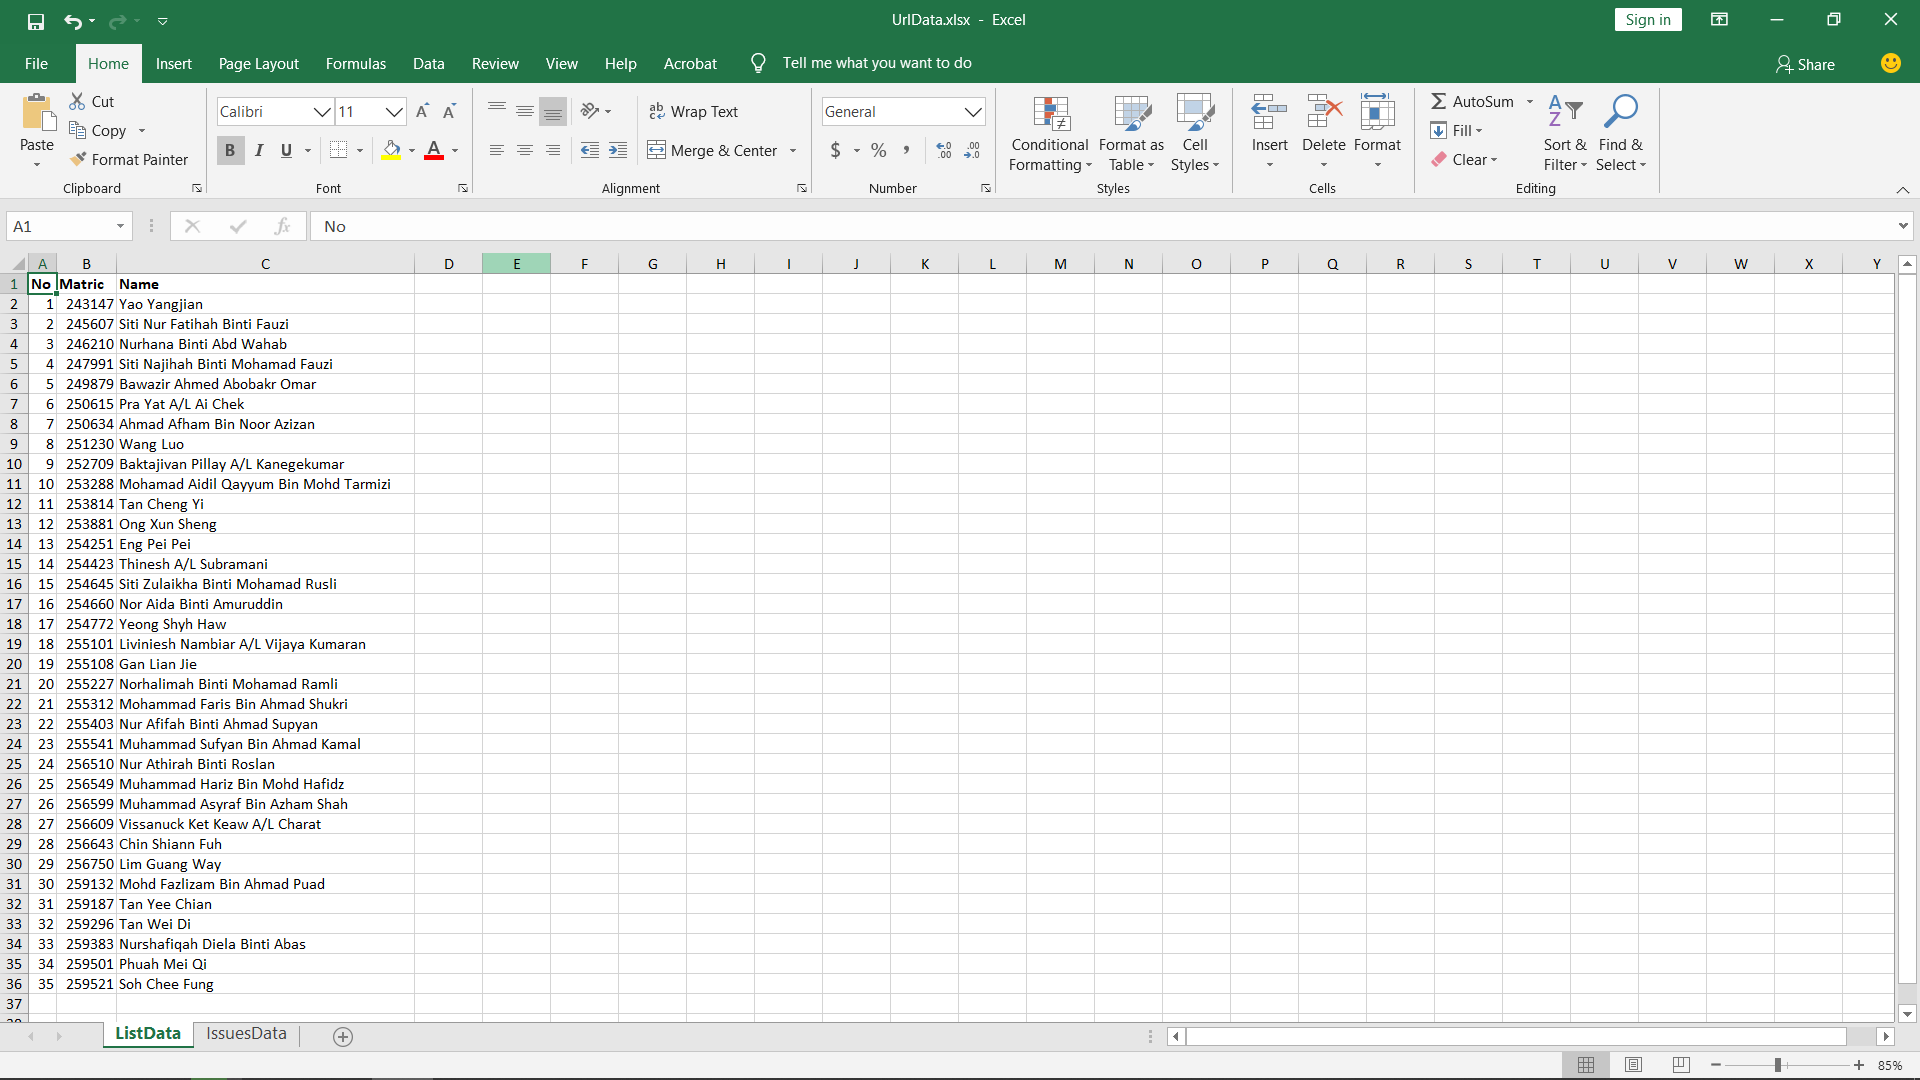 UrlData.xlsx - Excel
Sign in
File Home Insert Page Layout Formulas Data Review View Help Acrobat Tell me what you want to do Share
Paste
Cut
Copy
Format Painter
Clipboard
Calibri 11
B I U
Font
Wrap Text
Merge & Center
Alignment
General
$ % ,
Number
Conditional Formatting
Format as Table
Cell Styles
Styles
Insert Delete Format
Cells
AutoSum
Fill
Clear
Sort & Filter
Find & Select
Editing
A1 fx No
A B C D E F G H I J K L M N O P Q R S T U V W X Y
1 No Matric Name
2 1 243147 Yao Yangjian
3 2 245607 Siti Nur Fatihah Binti Fauzi
4 3 246210 Nurhana Binti Abd Wahab
5 4 247991 Siti Najihah Binti Mohamad Fauzi
6 5 249879 Bawazir Ahmed Abobakr Omar
7 6 250615 Pra Yat A/L Ai Chek
8 7 250634 Ahmad Afham Bin Noor Azizan
9 8 251230 Wang Luo
10 9 252709 Baktajivan Pillay A/L Kanegekumar
11 10 253288 Mohamad Aidil Qayyum Bin Mohd Tarmizi
12 11 253814 Tan Cheng Yi
13 12 253881 Ong Xun Sheng
14 13 254251 Eng Pei Pei
15 14 254423 Thinesh A/L Subramani
16 15 254645 Siti Zulaikha Binti Mohamad Rusli
17 16 254660 Nor Aida Binti Amuruddin
18 17 254772 Yeong Shyh Haw
19 18 255101 Liviniesh Nambiar A/L Vijaya Kumaran
20 19 255108 Gan Lian Jie
21 20 255227 Norhalimah Binti Mohamad Ramli
22 21 255312 Mohammad Faris Bin Ahmad Shukri
23 22 255403 Nur Afifah Binti Ahmad Supyan
24 23 255541 Muhammad Sufyan Bin Ahmad Kamal
25 24 256510 Nur Athirah Binti Roslan
26 25 256549 Muhammad Hariz Bin Mohd Hafidz
27 26 256599 Muhammad Asyraf Bin Azham Shah
28 27 256609 Vissanuck Ket Keaw A/L Charat
29 28 256643 Chin Shiann Fuh
30 29 256750 Lim Guang Way
31 30 259132 Mohd Fazlizam Bin Ahmad Puad
32 31 259187 Tan Yee Chian
33 32 259296 Tan Wei Di
34 33 259383 Nurshafiqah Diela Binti Abas
35 34 259501 Phuah Mei Qi
36 35 259521 Soh Chee Fung
37
ListData IssuesData
85%